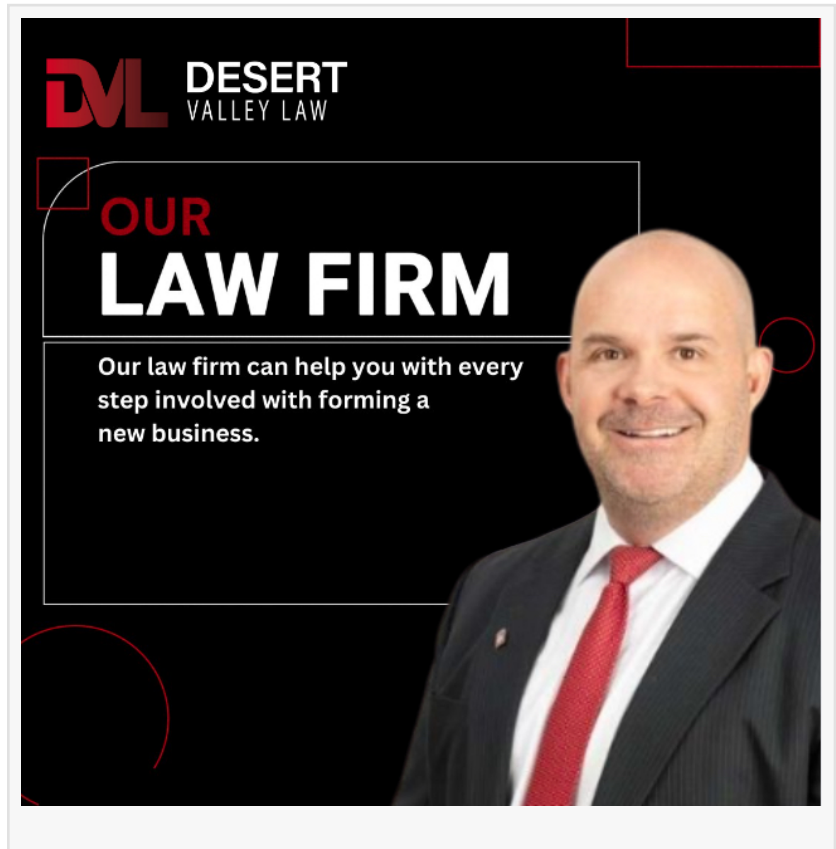 DVL
DESERT
VALLEY LAW
OUR
LAW FIRM
Our law firm can help you with every
step involved with forming a
new business.